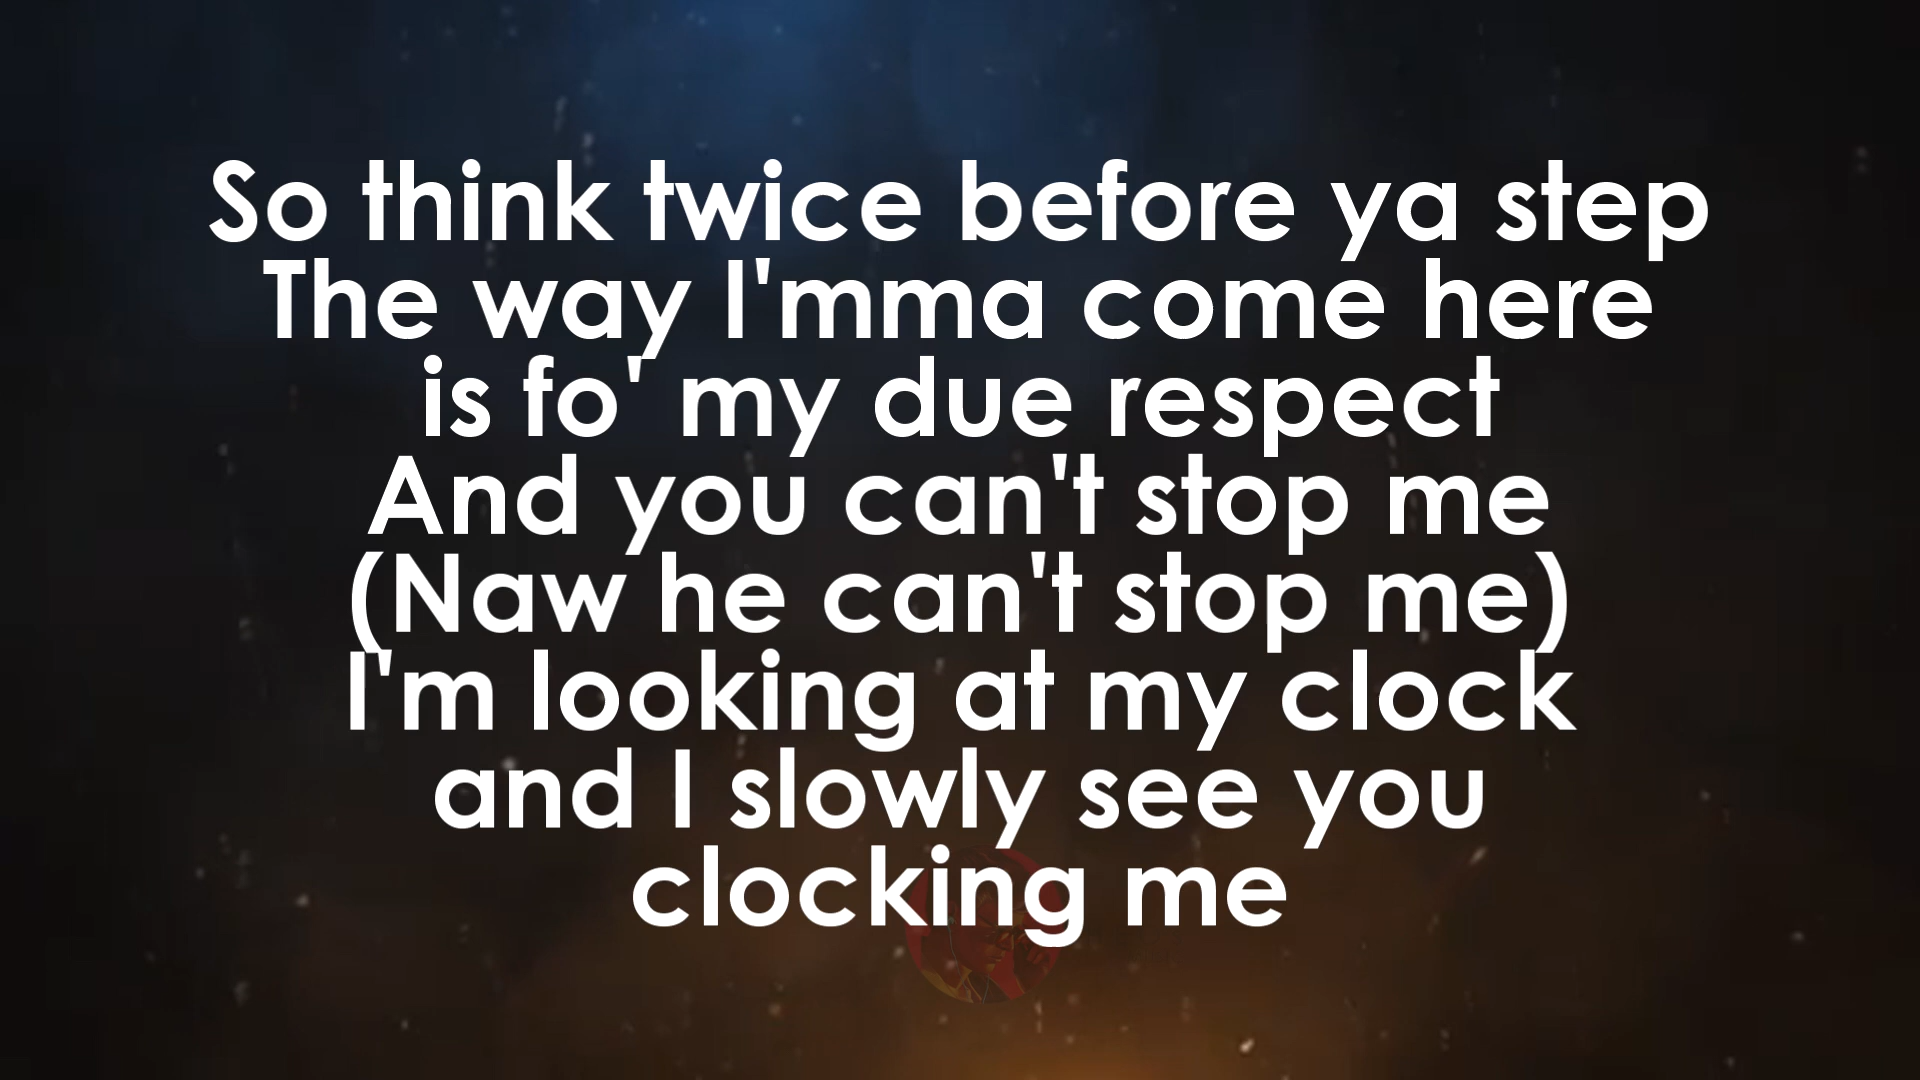 So think twice before ya step
The way I'mma come here
is fo' my due respect
And you can't stop me
(Naw he can't stop me)
I'm looking at my clock
and I slowly see you
clocking me